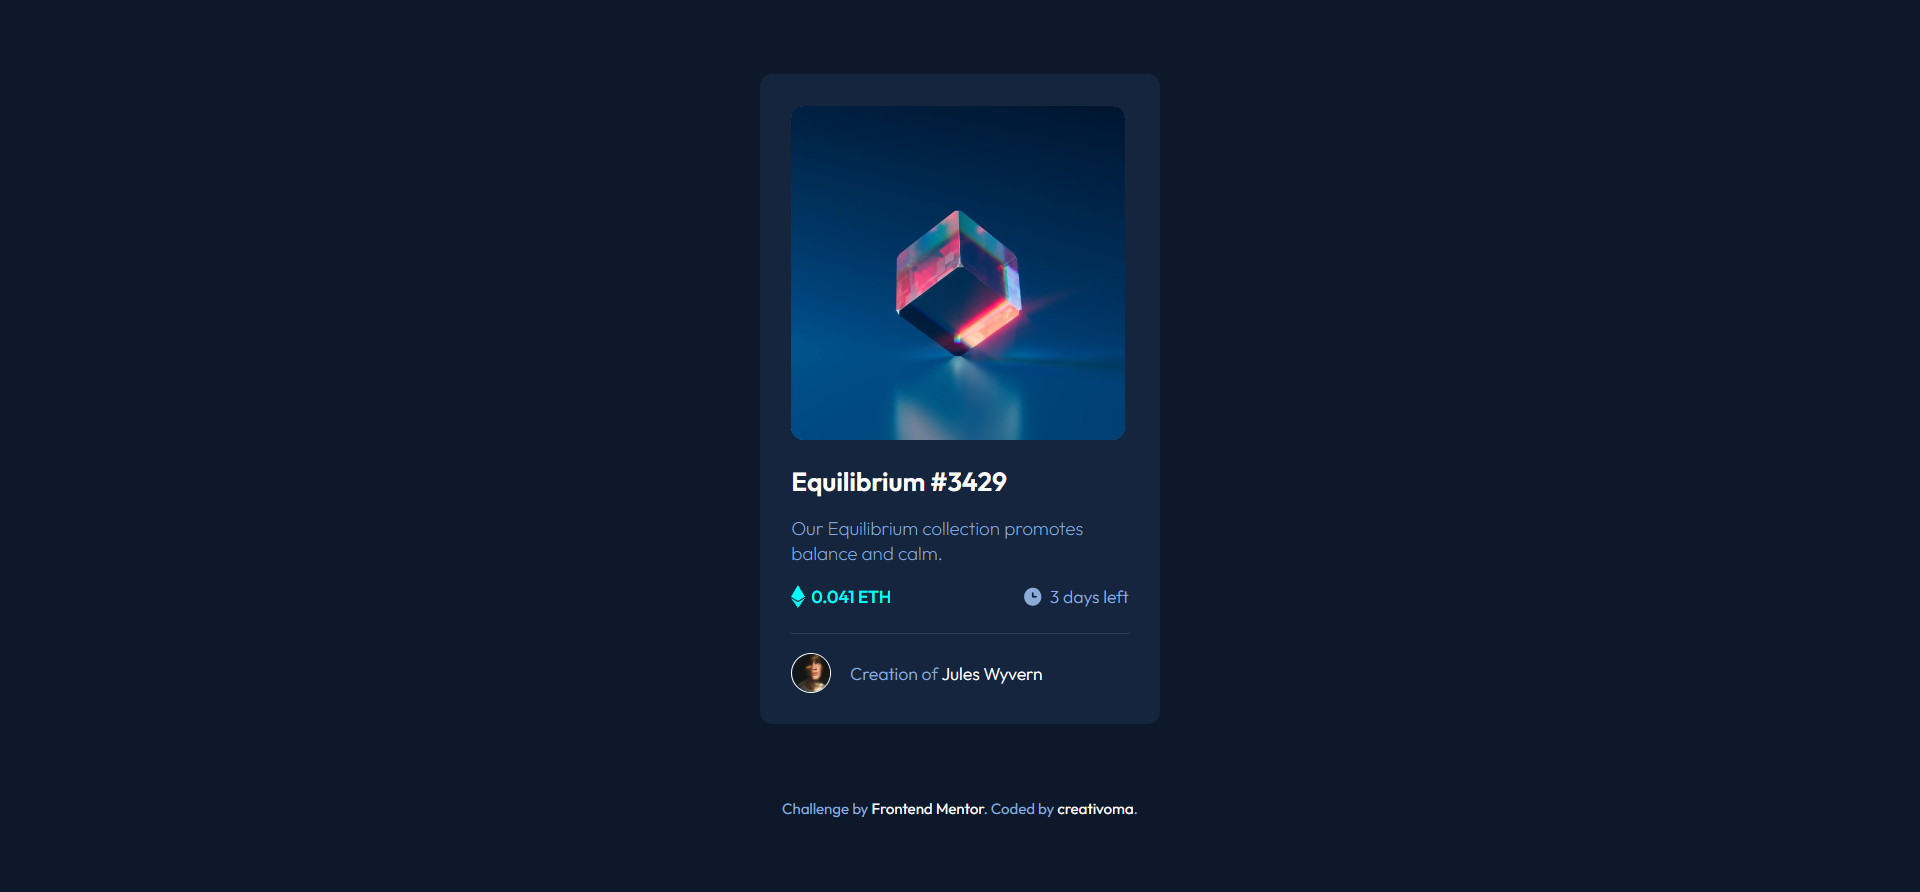 Equilibrium #3429
Our Equilibrium collection promotes
balance and calm.
0.041 ETH
3 days left
Creation of Jules Wyvern
Challenge by Frontend Mentor. Coded by creativoma.